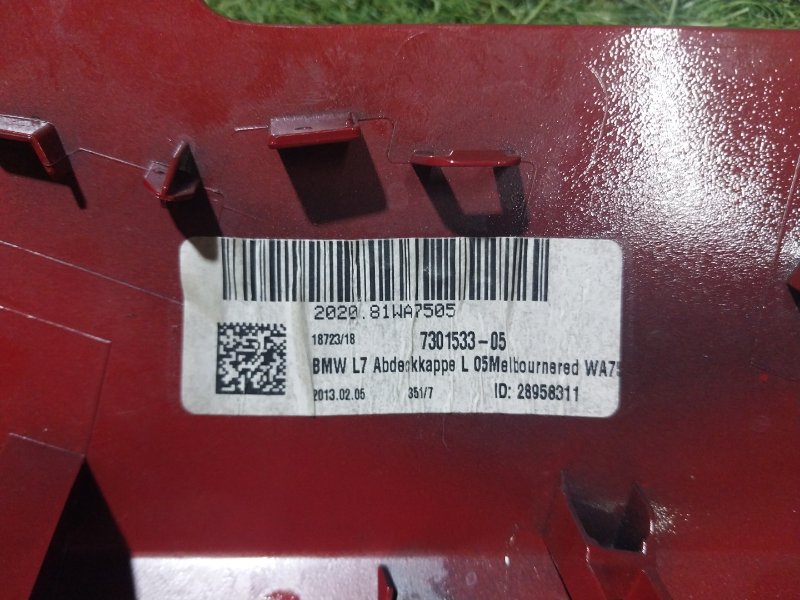 2020.81WA7505
18723/18 7301533-05
BMW L7 Abdeckkappe L 05Melbournered WA75
2013.02.05 351/7 ID: 28958311